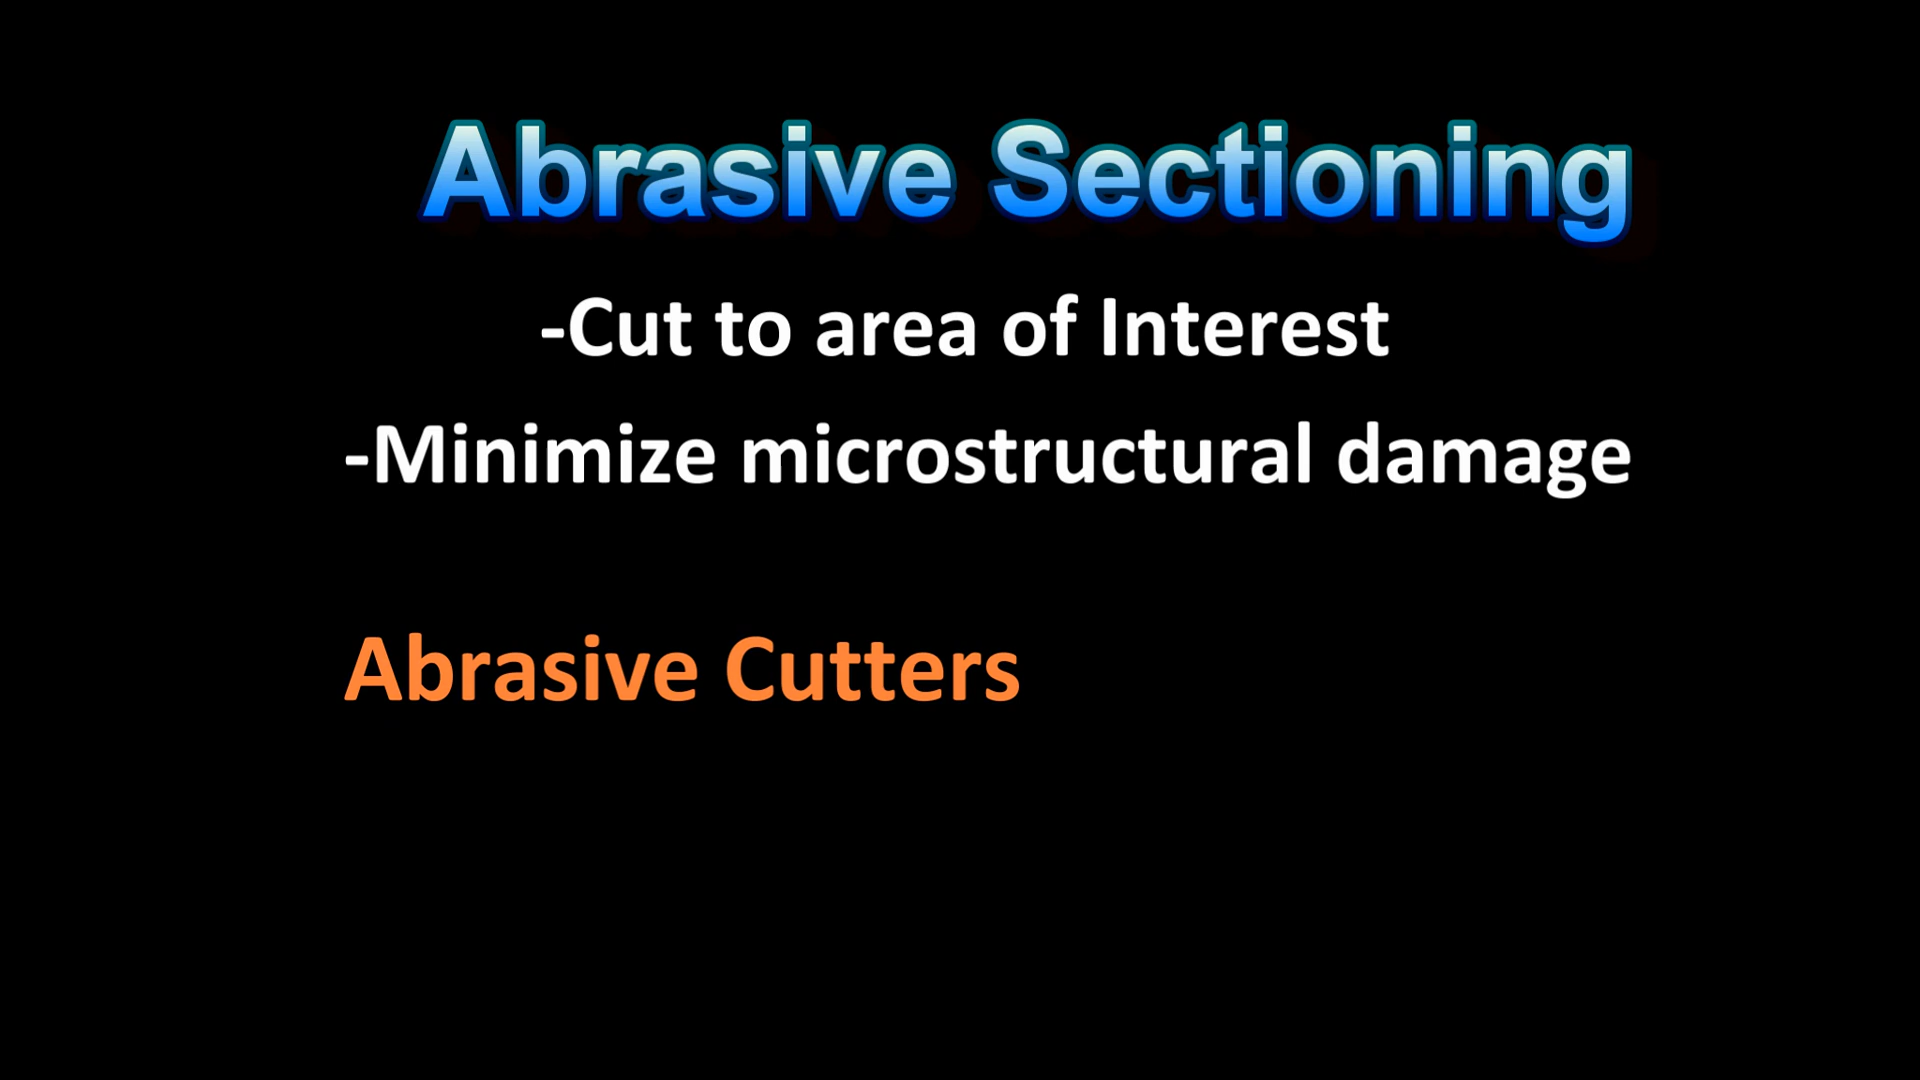 Abrasive Sectioning
-Cut to area of Interest
-Minimize microstructural damage
Abrasive Cutters